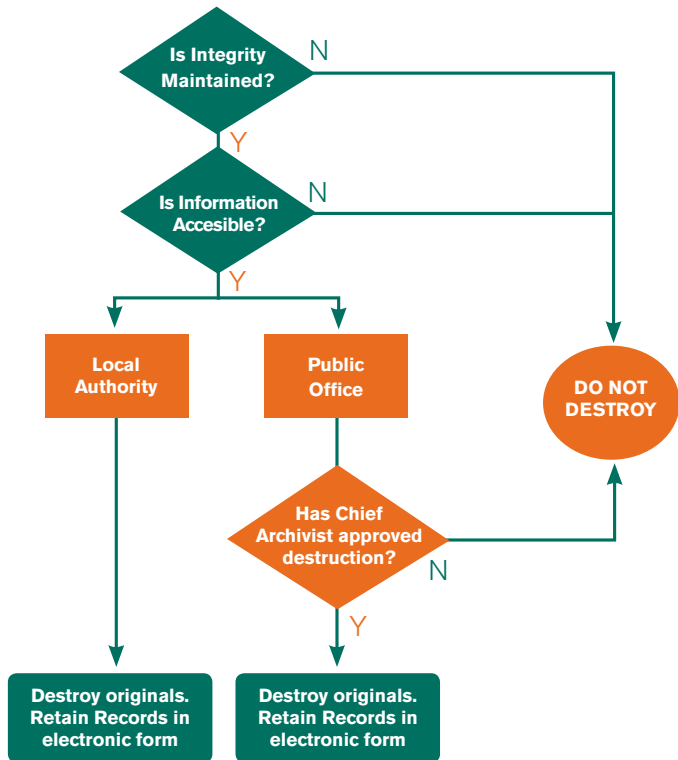 Is Integrity
Maintained?
N
Y
Is Information
Accesible?
N
Y
Local
Authority
Public
Office
DO NOT
DESTROY
Has Chief
Archivist approved
destruction?
N
Y
Destroy originals.
Retain Records in
electronic form
Destroy originals.
Retain Records in
electronic form